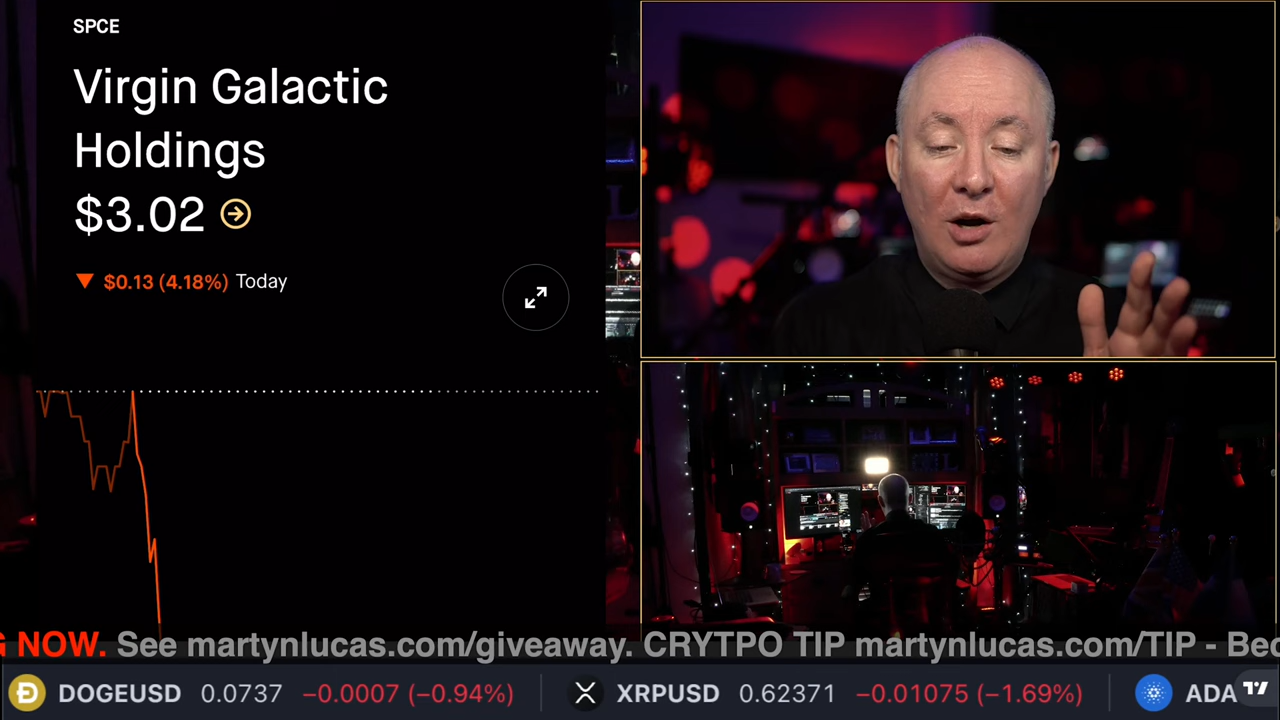 SPCE
Virgin Galactic
Holdings
$3.02
$0.13 (4.18%) Today
NOW. See martynlucas.com/giveaway. CRYTPO TIP martynlucas.com/TIP - Bec
DOGEUSD 0.0737 −0.0007 (−0.94%) XRPUSD 0.62371 −0.01075 (−1.69%) ADA